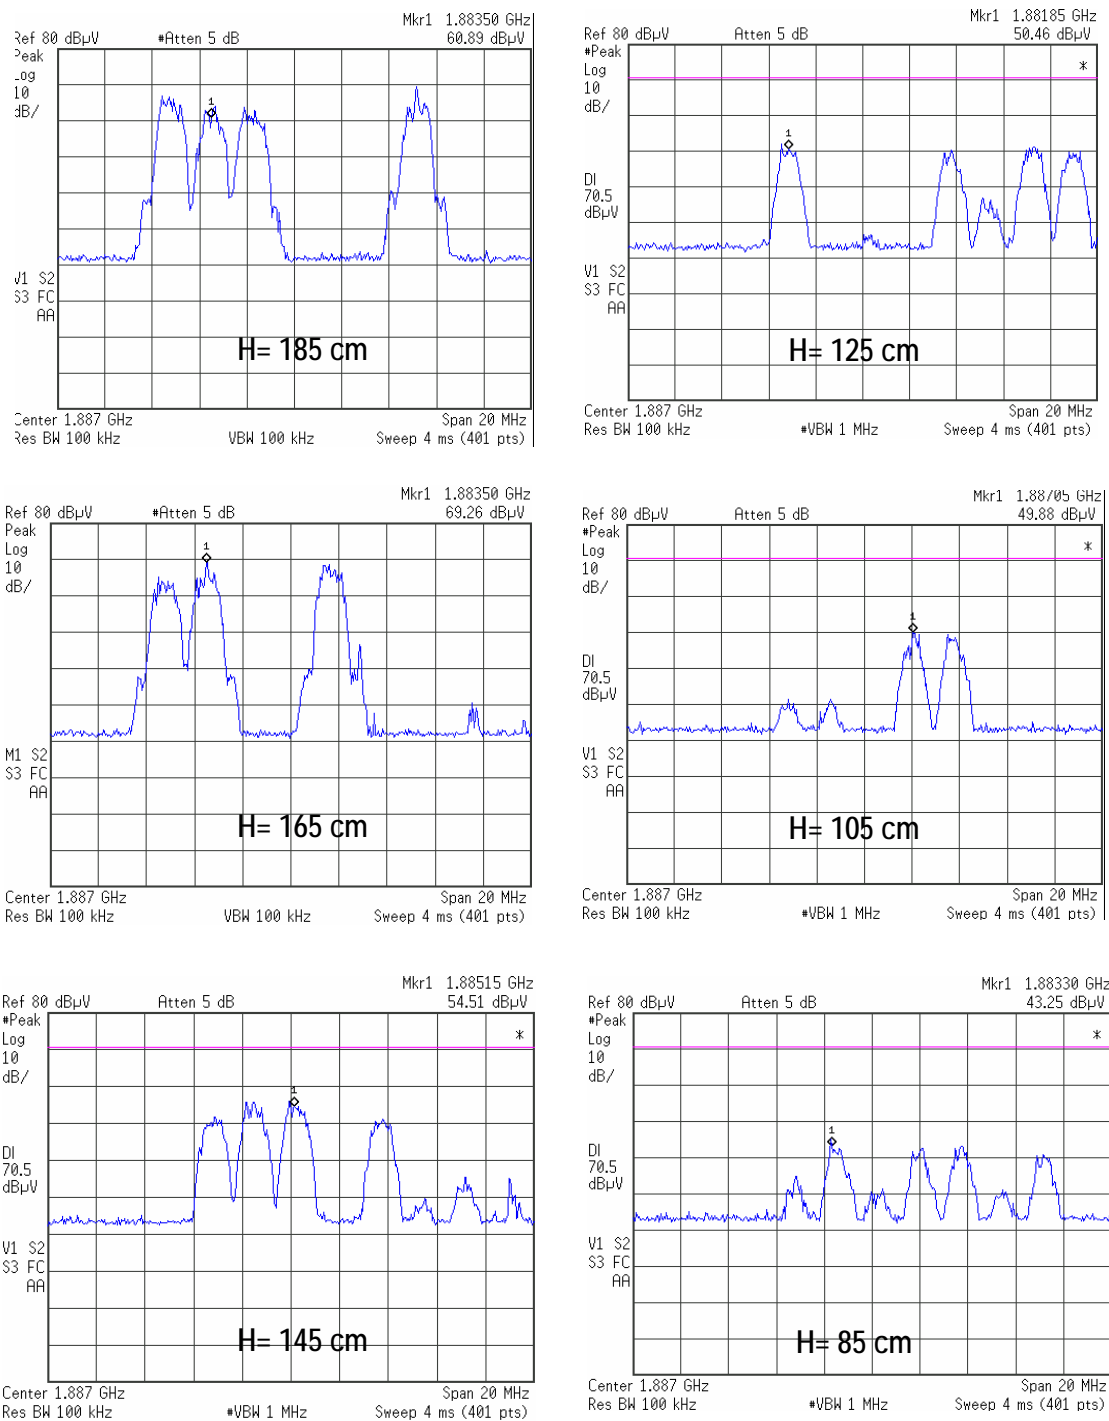 Mkr1 1.88350 GHz
Ref 80 dBµV #Atten 5 dB 60.89 dBµV
Peak
Log
10
dB/
1
V1 S2
S3 FC
AA
H= 185 cm
Center 1.887 GHz Span 20 MHz
Res BW 100 kHz VBW 100 kHz Sweep 4 ms (401 pts)
Mkr1 1.88185 GHz
Ref 80 dBµV Atten 5 dB 50.46 dBµV
#Peak
Log
10
dB/
*
1
DI
70.5
dBµV
V1 S2
S3 FC
AA
H= 125 cm
Center 1.887 GHz Span 20 MHz
Res BW 100 kHz #VBW 1 MHz Sweep 4 ms (401 pts)
Mkr1 1.88350 GHz
Ref 80 dBµV #Atten 5 dB 69.26 dBµV
Peak
Log
10
dB/
1
M1 S2
S3 FC
AA
H= 165 cm
Center 1.887 GHz Span 20 MHz
Res BW 100 kHz VBW 100 kHz Sweep 4 ms (401 pts)
Mkr1 1.88705 GHz
Ref 80 dBµV Atten 5 dB 49.88 dBµV
#Peak
Log
10
dB/
*
1
DI
70.5
dBµV
V1 S2
S3 FC
AA
H= 105 cm
Center 1.887 GHz Span 20 MHz
Res BW 100 kHz #VBW 1 MHz Sweep 4 ms (401 pts)
Mkr1 1.88515 GHz
Ref 80 dBµV Atten 5 dB 54.51 dBµV
#Peak
Log
10
dB/
*
1
DI
70.5
dBµV
V1 S2
S3 FC
AA
H= 145 cm
Center 1.887 GHz Span 20 MHz
Res BW 100 kHz #VBW 1 MHz Sweep 4 ms (401 pts)
Mkr1 1.88330 GHz
Ref 80 dBµV Atten 5 dB 43.25 dBµV
#Peak
Log
10
dB/
*
1
DI
70.5
dBµV
V1 S2
S3 FC
AA
H= 85 cm
Center 1.887 GHz Span 20 MHz
Res BW 100 kHz #VBW 1 MHz Sweep 4 ms (401 pts)